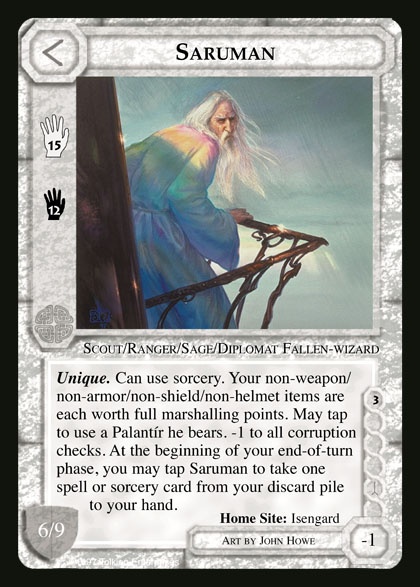 SARUMAN
15
12
SCOUT/RANGER/SAGE/DIPLOMAT FALLEN-WIZARD
Unique. Can use sorcery. Your non-weapon/
non-armor/non-shield/non-helmet items are
each worth full marshalling points. May tap
to use a Palantír he bears. -1 to all corruption
checks. At the beginning of your end-of-turn
phase, you may tap Saruman to take one
spell or sorcery card from your discard pile
to your hand.
3
Home Site: Isengard
6/9
ART BY JOHN HOWE
-1